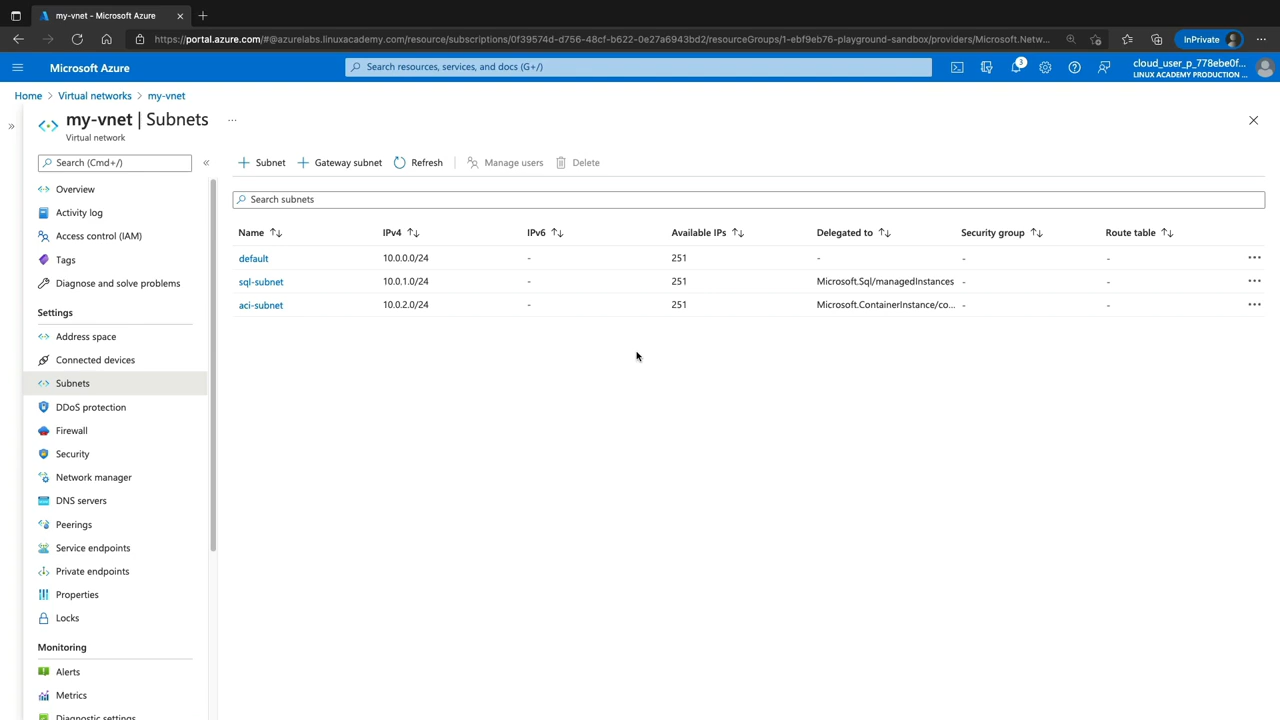 my-vnet - Microsoft Azure
https://portal.azure.com/#@azurelabs.linuxacademy.com/resource/subscriptions/0f39574d-d756-48cf-b622-0e27a6943bd2/resourceGroups/1-ebf9eb76-playground-sandbox/providers/Microsoft.Netw...
InPrivate
Microsoft Azure
Search resources, services, and docs (G+/)
3
cloud_user_p_778ebe0f...
LINUX ACADEMY PRODUCTION ...
Home > Virtual networks > my-vnet
my-vnet | Subnets ...
Virtual network
Search (Cmd+/)
Subnet Gateway subnet Refresh Manage users Delete
Search subnets
Name IPv4 IPv6 Available IPs Delegated to Security group Route table
default 10.0.0.0/24 - 251 - - -
sql-subnet 10.0.1.0/24 - 251 Microsoft.Sql/managedInstances - -
aci-subnet 10.0.2.0/24 - 251 Microsoft.ContainerInstance/co... - -
Overview
Activity log
Access control (IAM)
Tags
Diagnose and solve problems
Settings
Address space
Connected devices
Subnets
DDoS protection
Firewall
Security
Network manager
DNS servers
Peerings
Service endpoints
Private endpoints
Properties
Locks
Monitoring
Alerts
Metrics
Diagnostic settings